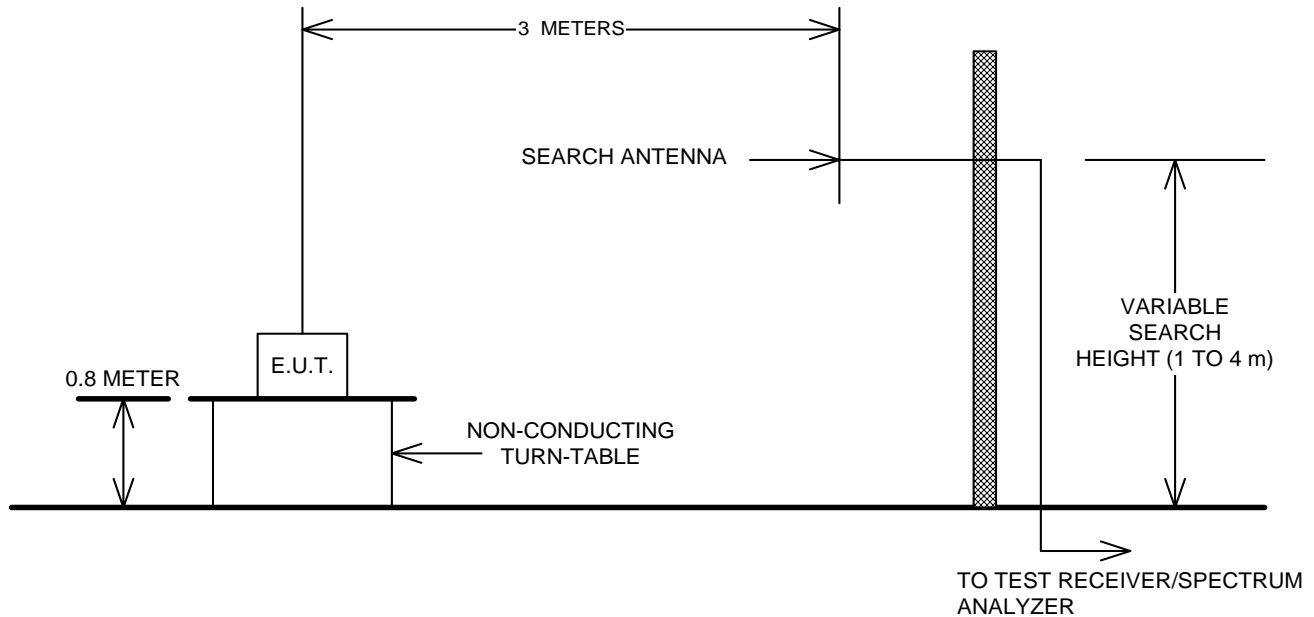 3 METERS
SEARCH ANTENNA
VARIABLE
SEARCH
HEIGHT (1 TO 4 m)
E.U.T.
0.8 METER
NON-CONDUCTING
TURN-TABLE
TO TEST RECEIVER/SPECTRUM
ANALYZER